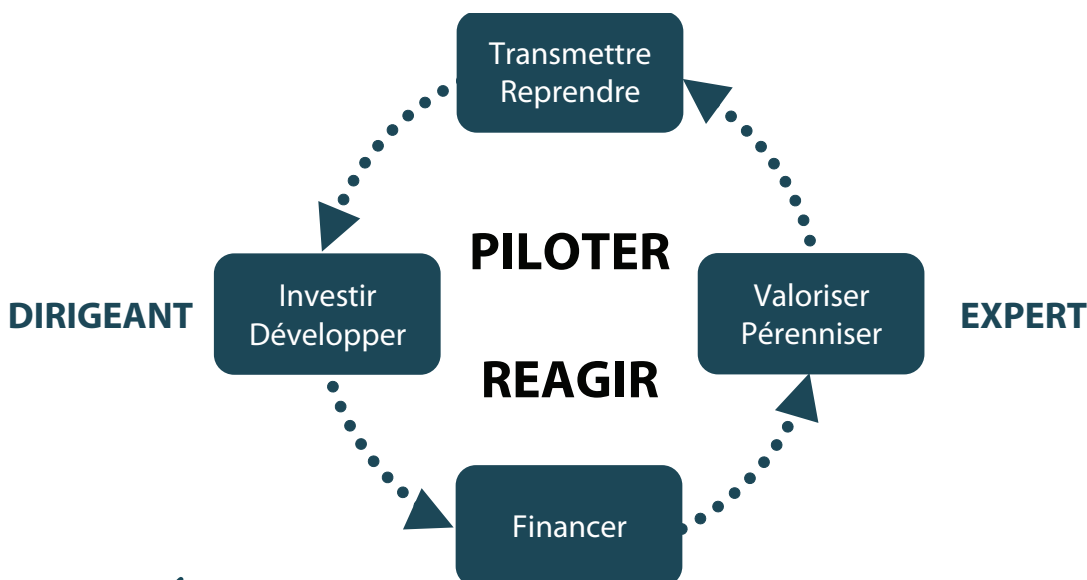 Transmettre
Reprendre
PILOTER
DIRIGEANT
Investir
Développer
Valoriser
Pérenniser
EXPERT
REAGIR
Financer